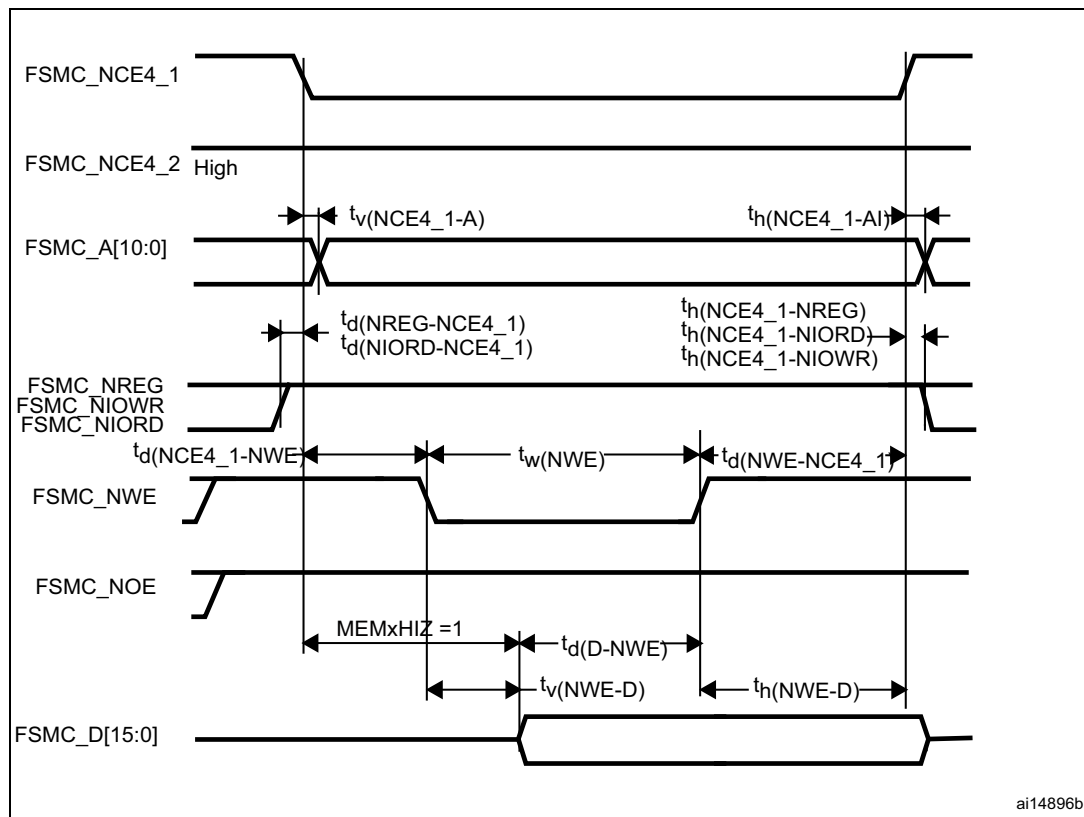 FSMC_NCE4_1
FSMC_NCE4_2 High
tv(NCE4_1-A)
th(NCE4_1-AI)
FSMC_A[10:0]
td(NREG-NCE4_1)
td(NIORD-NCE4_1)
th(NCE4_1-NREG)
th(NCE4_1-NIORD)
th(NCE4_1-NIOWR)
FSMC_NREG
FSMC_NIOWR
FSMC_NIORD
td(NCE4_1-NWE)
tw(NWE)
td(NWE-NCE4_1)
FSMC_NWE
FSMC_NOE
MEMxHIZ =1
td(D-NWE)
tv(NWE-D)
th(NWE-D)
FSMC_D[15:0]
ai14896b